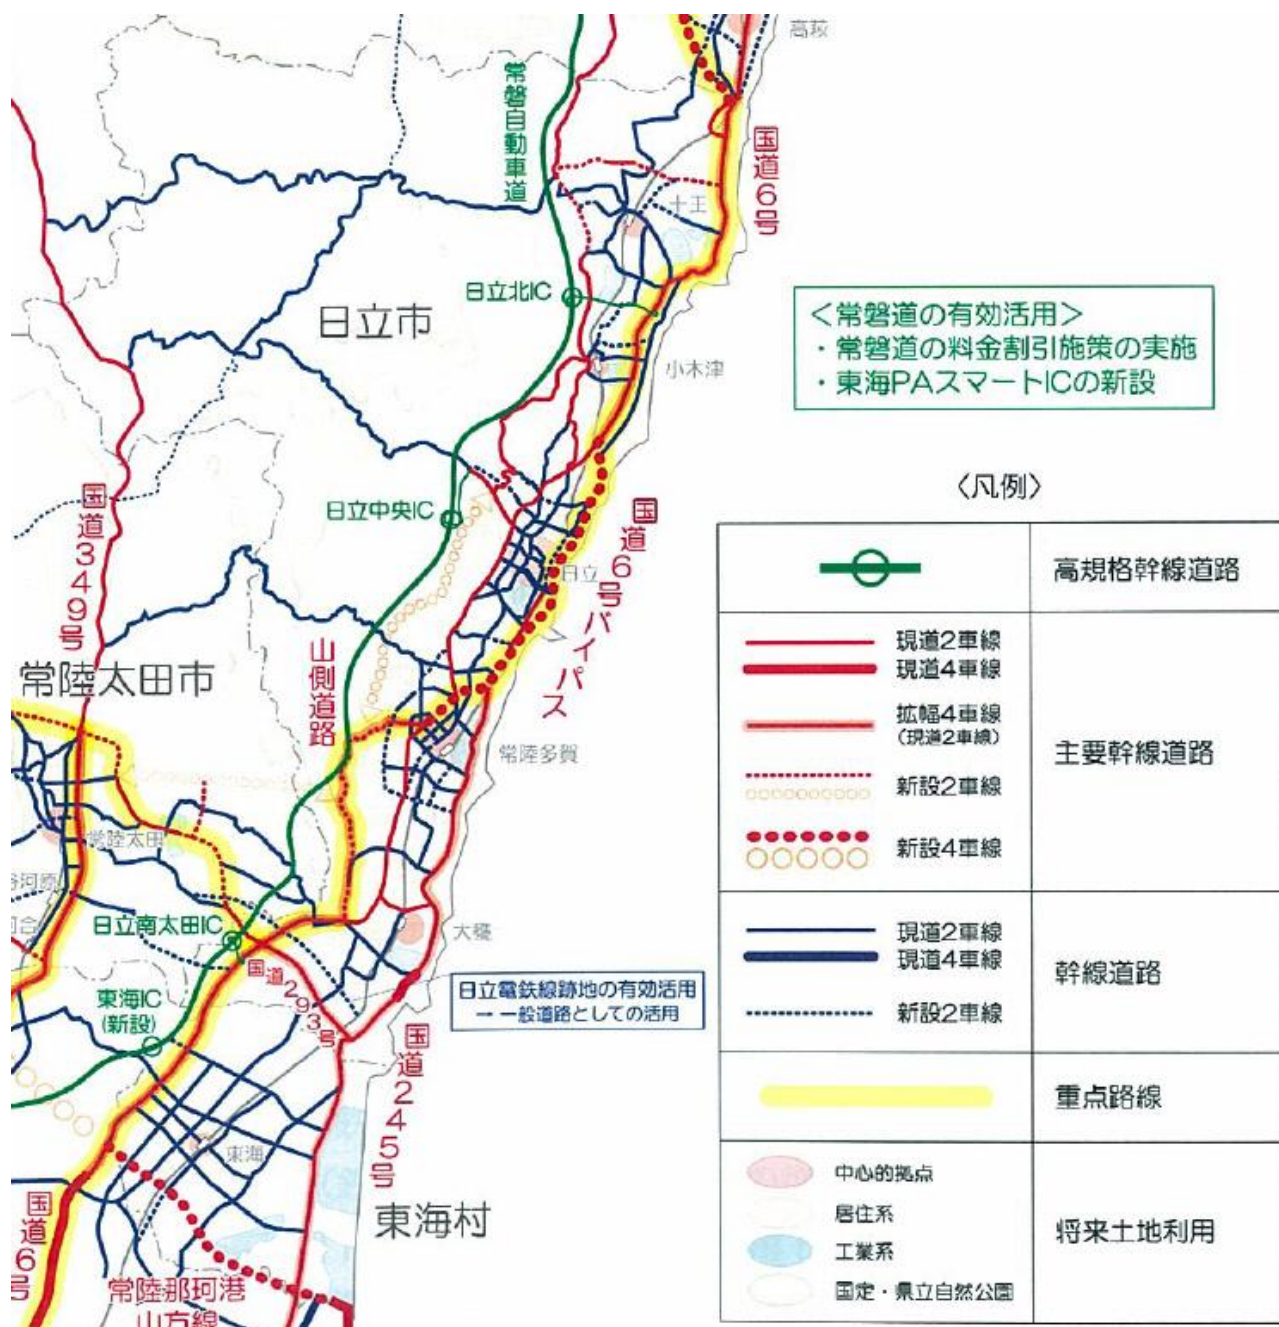 高萩
常磐自動車道
国道6号
十王
日立北IC
日立市
＜常磐道の有効活用＞
・常磐道の料金割引施策の実施
・東海PAスマートICの新設
小木津
国道349号
日立中央IC
国道6号バイパス
日立
山側道路
常陸太田市
常陸多賀
常陸太田
河原
河合
日立南太田IC
大甕
国道293号
日立電鉄線跡地の有効活用
→ 一般道路としての活用
東海IC
(新設)
国道245号
東海
東海村
国道6号
常陸那珂港
山方線
〈凡例〉
高規格幹線道路
現道2車線
現道4車線
拡幅4車線
(現道2車線)
新設2車線
新設4車線
主要幹線道路
現道2車線
現道4車線
新設2車線
幹線道路
重点路線
中心的拠点
居住系
工業系
国定・県立自然公園
将来土地利用